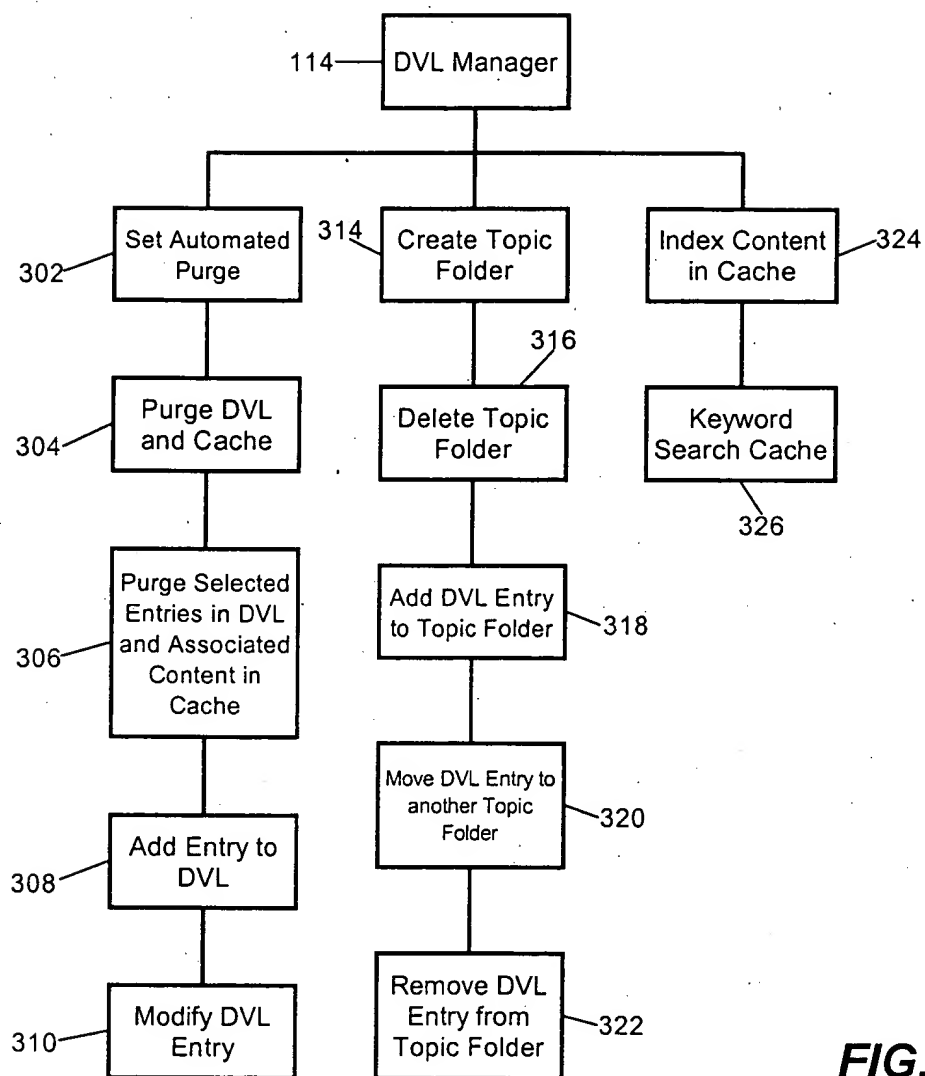 114
DVL Manager
302
Set Automated
Purge
314
Create Topic
Folder
Index Content
in Cache
324
304
Purge DVL
and Cache
316
Delete Topic
Folder
Keyword
Search Cache
326
306
Purge Selected
Entries in DVL
and Associated
Content in
Cache
Add DVL Entry
to Topic Folder
318
Move DVL Entry to
another Topic
Folder
320
308
Add Entry to
DVL
310
Modify DVL
Entry
Remove DVL
Entry from
Topic Folder
322
FIG.